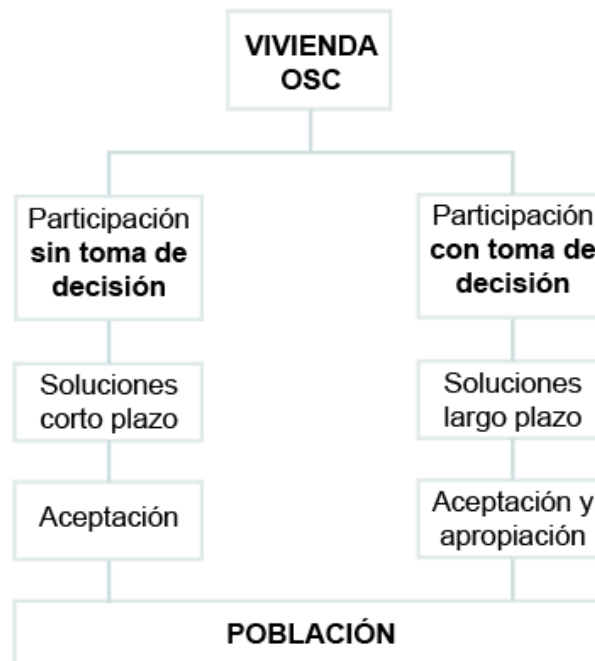 VIVIENDA
OSC
Participación
sin toma de
decisión
Soluciones
corto plazo
Aceptación
Participación
con toma de
decisión
Soluciones
largo plazo
Aceptación y
apropiación
POBLACIÓN